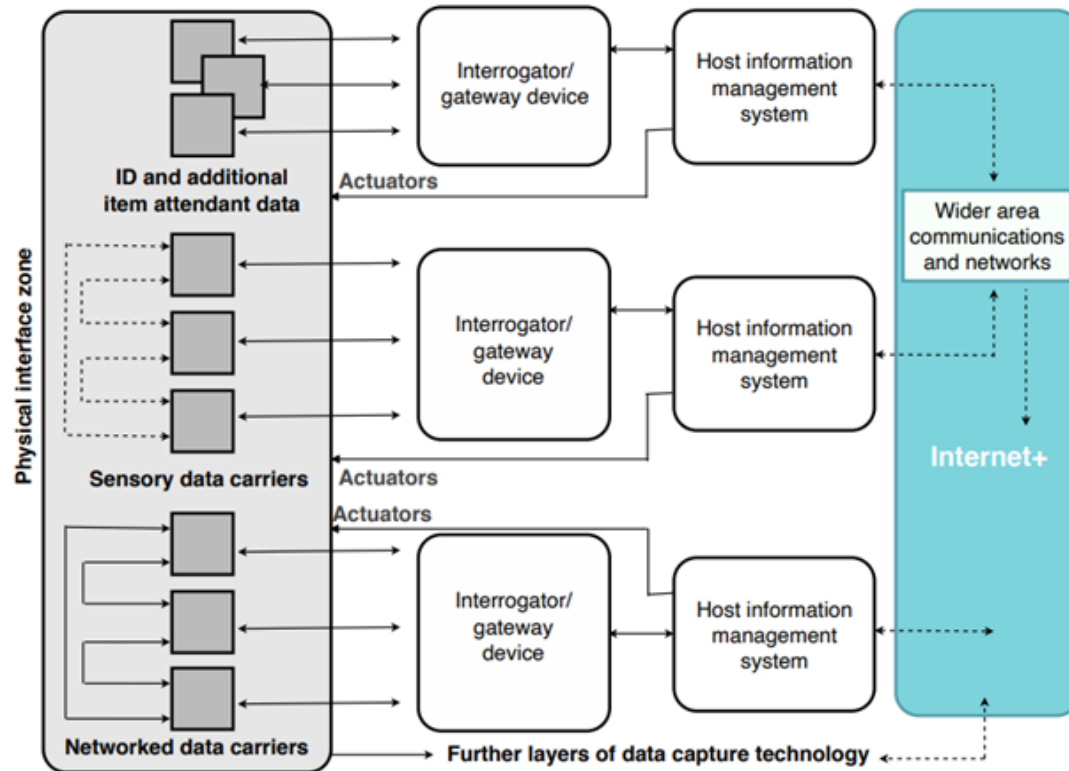 Physical interface zone
ID and additional
item attendant data
Interrogator/
gateway device
Host information
management
system
Actuators
Wider area
communications
and networks
Sensory data carriers
Interrogator/
gateway
device
Host information
management
system
Actuators
Internet+
Actuators
Networked data carriers
Interrogator/
gateway
device
Host information
management
system
Further layers of data capture technology